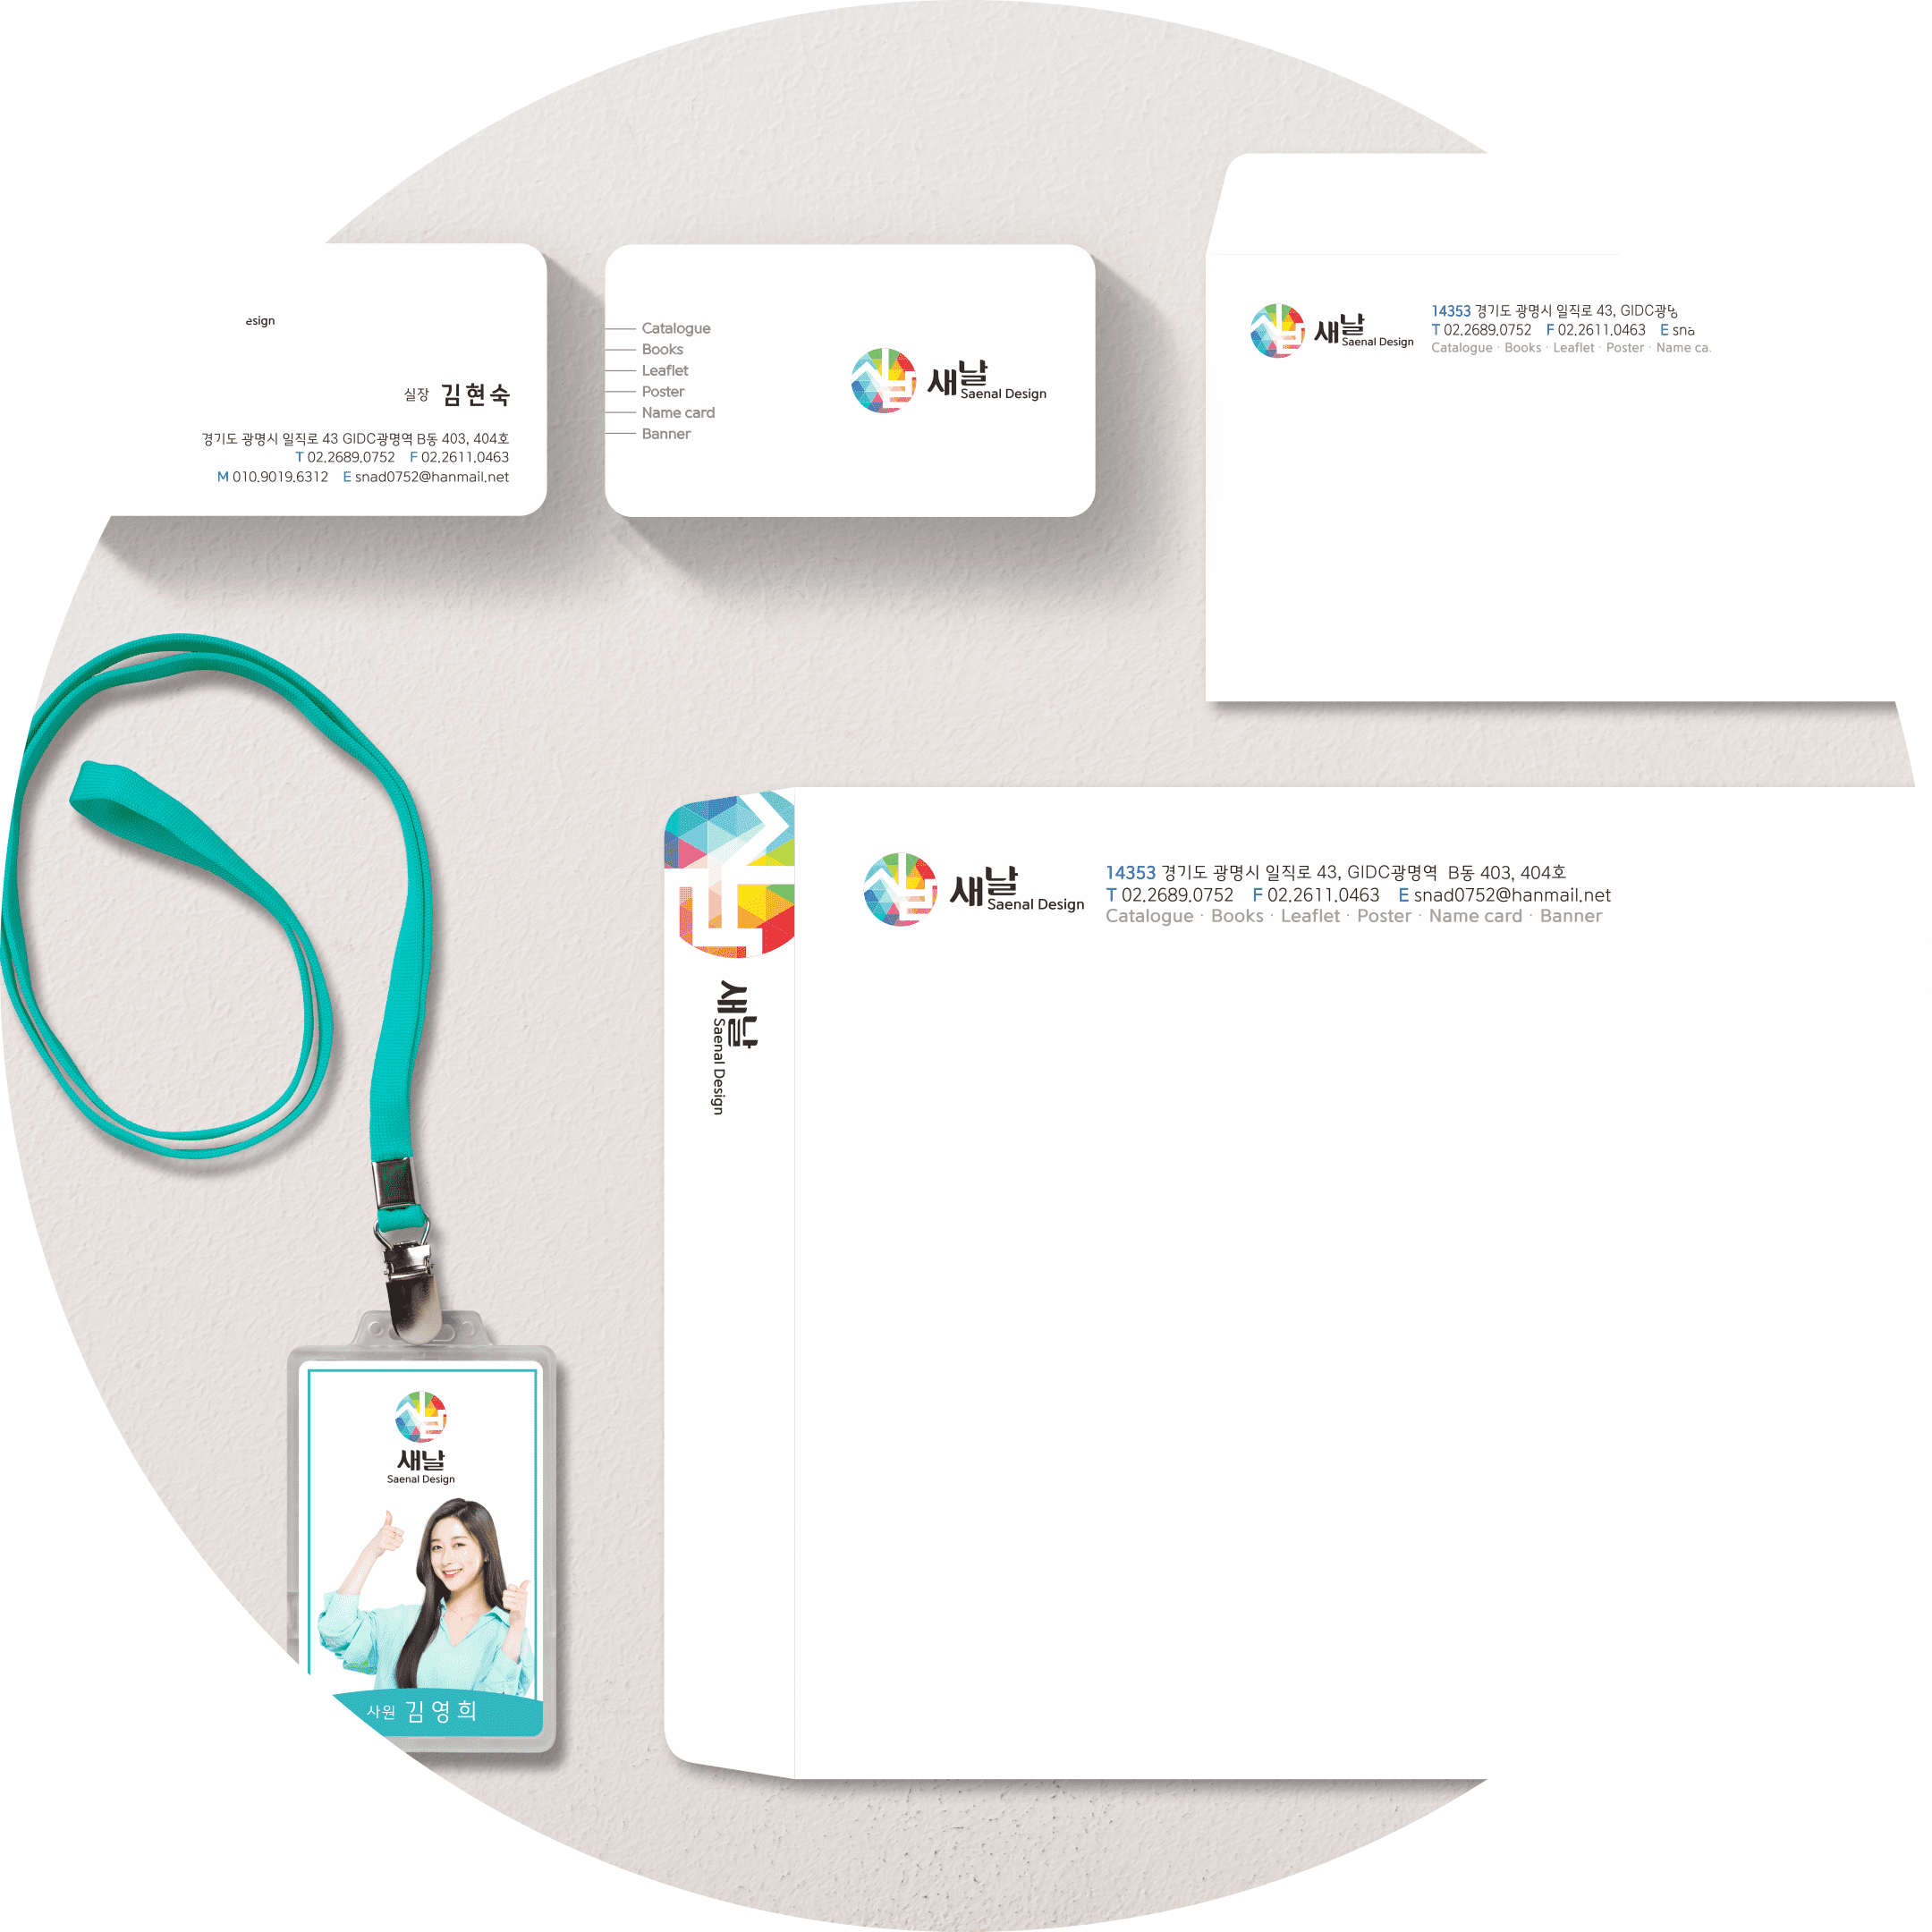 esign
실장 김현숙
경기도 광명시 일직로 43 GIDC광명역 B동 403, 404호
T 02.2689.0752 F 02.2611.0463
M 010.9019.6312 E snad0752@hanmail.net
Catalogue
Books
Leaflet
Poster
Name card
Banner
새날
Saenal Design
새날
Saenal Design
14353 경기도 광명시 일직로 43, GIDC광명
T 02.2689.0752 F 02.2611.0463 E sna
Catalogue · Books · Leaflet · Poster · Name ca
새날
Saenal Design
새날
Saenal Design
14353 경기도 광명시 일직로 43, GIDC광명역 B동 403, 404호
T 02.2689.0752 F 02.2611.0463 E snad0752@hanmail.net
Catalogue · Books · Leaflet · Poster · Name card · Banner
새날
Saenal Design
사원 김영희